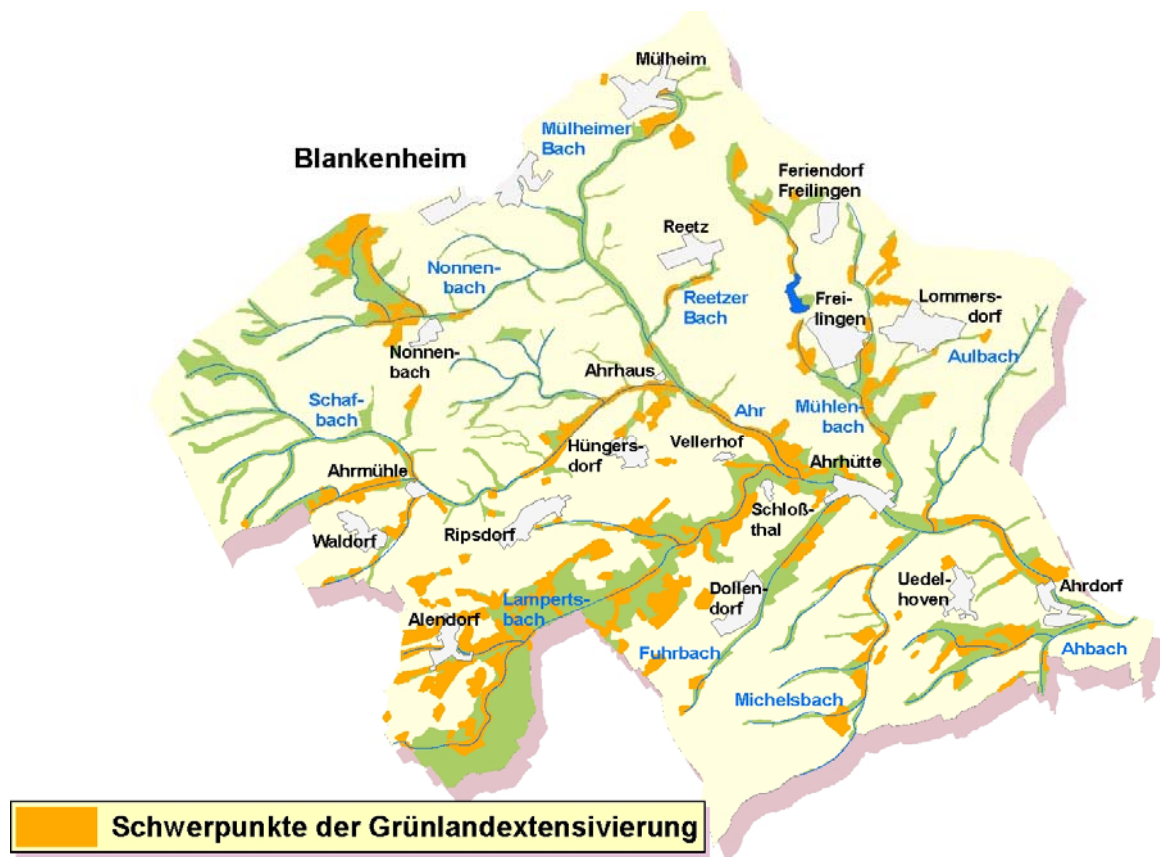 Mülheim
Mülheimer
Bach
Blankenheim
Feriendorf
Freilingen
Reetz
Nonnen-
bach
Reetzer
Bach
Frei-
lingen
Lommers-
dorf
Nonnen-
bach
Aulbach
Ahrhaus
Schaf-
bach
Ahr
Mühlen-
bach
Hüngers-
dorf
Vellerhof
Ahrmühle
Ahrhütte
Schloß-
thal
Waldorf
Ripsdorf
Uedel-
hoven
Ahrdorf
Dollen-
dorf
Lamperts-
bach
Alendorf
Fuhrbach
Ahbach
Michelsbach
Schwerpunkte der Grünlandextensivierung